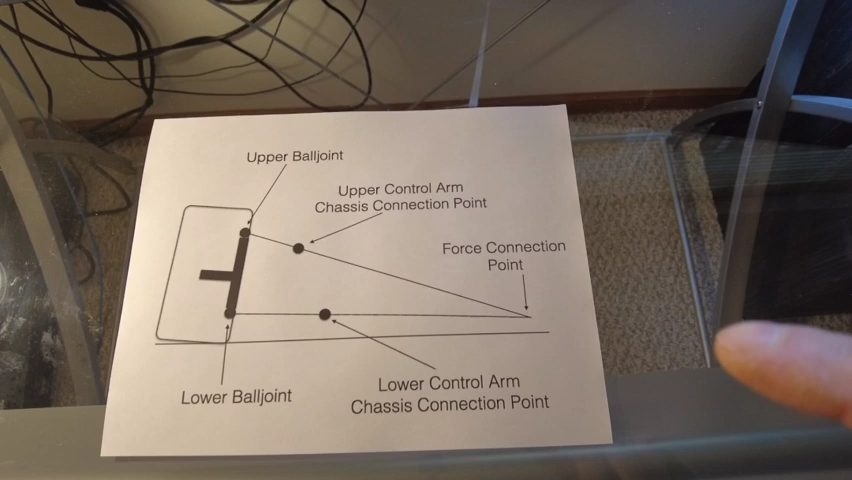 Upper Balljoint
Upper Control Arm
Chassis Connection Point
Force Connection
Point
Lower Balljoint
Lower Control Arm
Chassis Connection Point